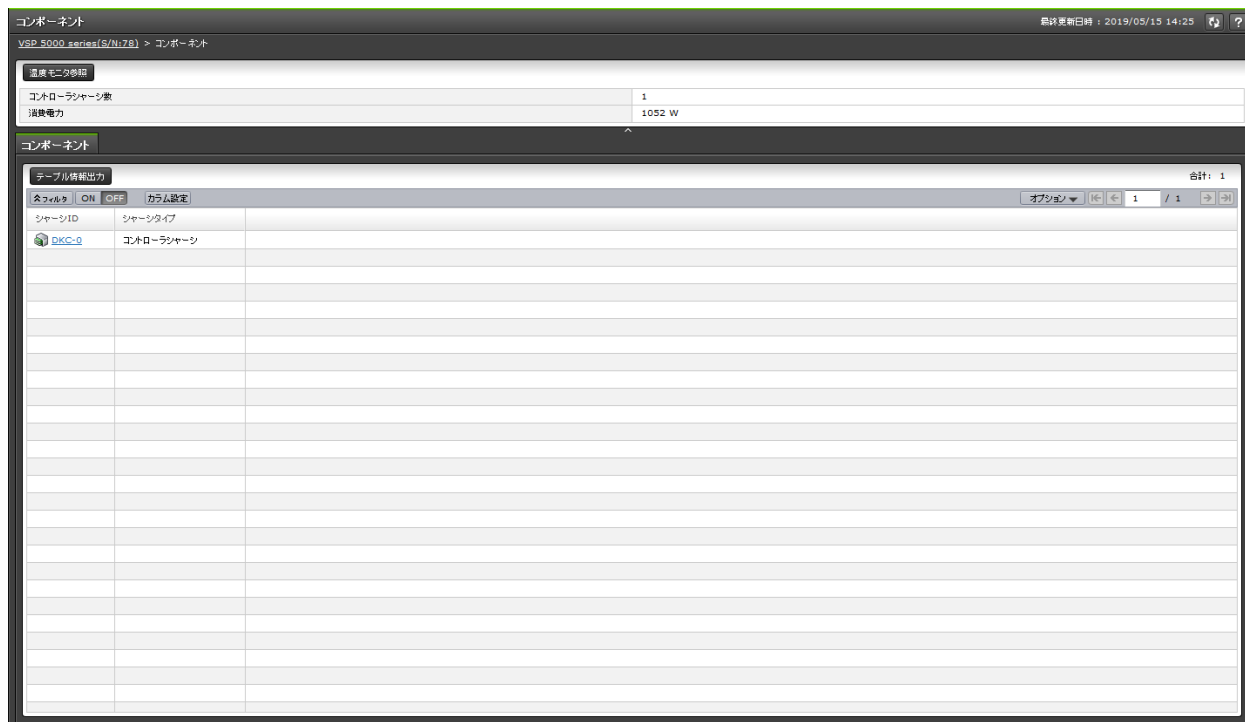 コンポーネント 最終更新日時 : 2019/05/15 14:25 ?
VSP 5000 series(S/N:78) > コンポーネント
温度モニタ参照
コントローラシャーシ数 1
消費電力 1052 W
コンポーネント
テーブル情報出力 合計: 1
フィルタ ON OFF カラム設定 オプション 1 / 1
シャーシID シャーシタイプ
DKC-0 コントローラシャーシ